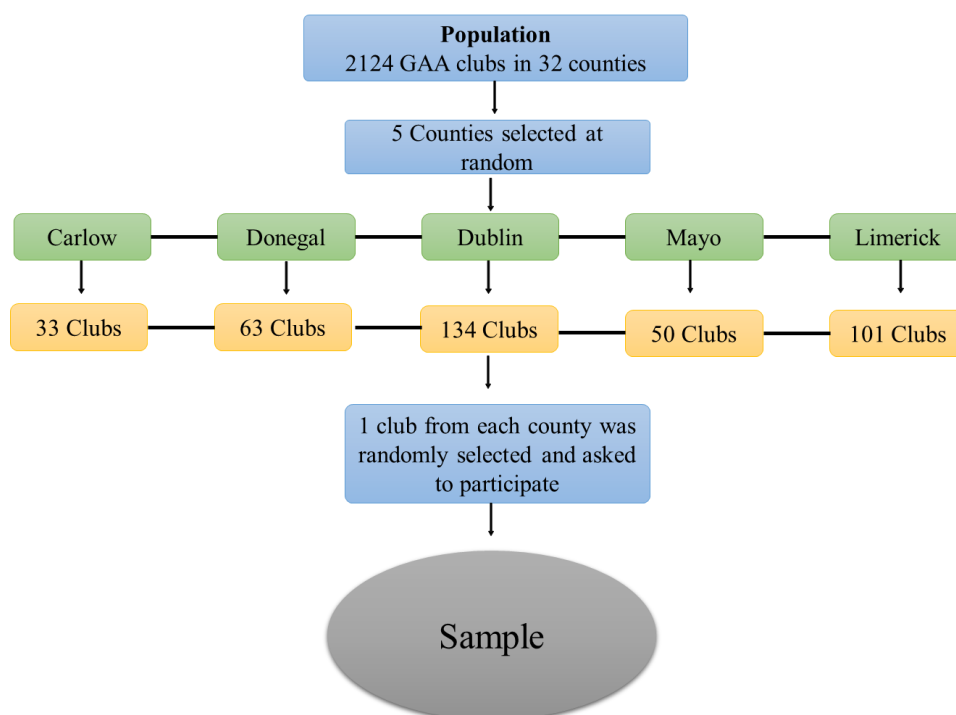 Population
2124 GAA clubs in 32 counties
5 Counties selected at
random
Carlow
Donegal
Dublin
Mayo
Limerick
33 Clubs
63 Clubs
134 Clubs
50 Clubs
101 Clubs
1 club from each county was
randomly selected and asked
to participate
Sample